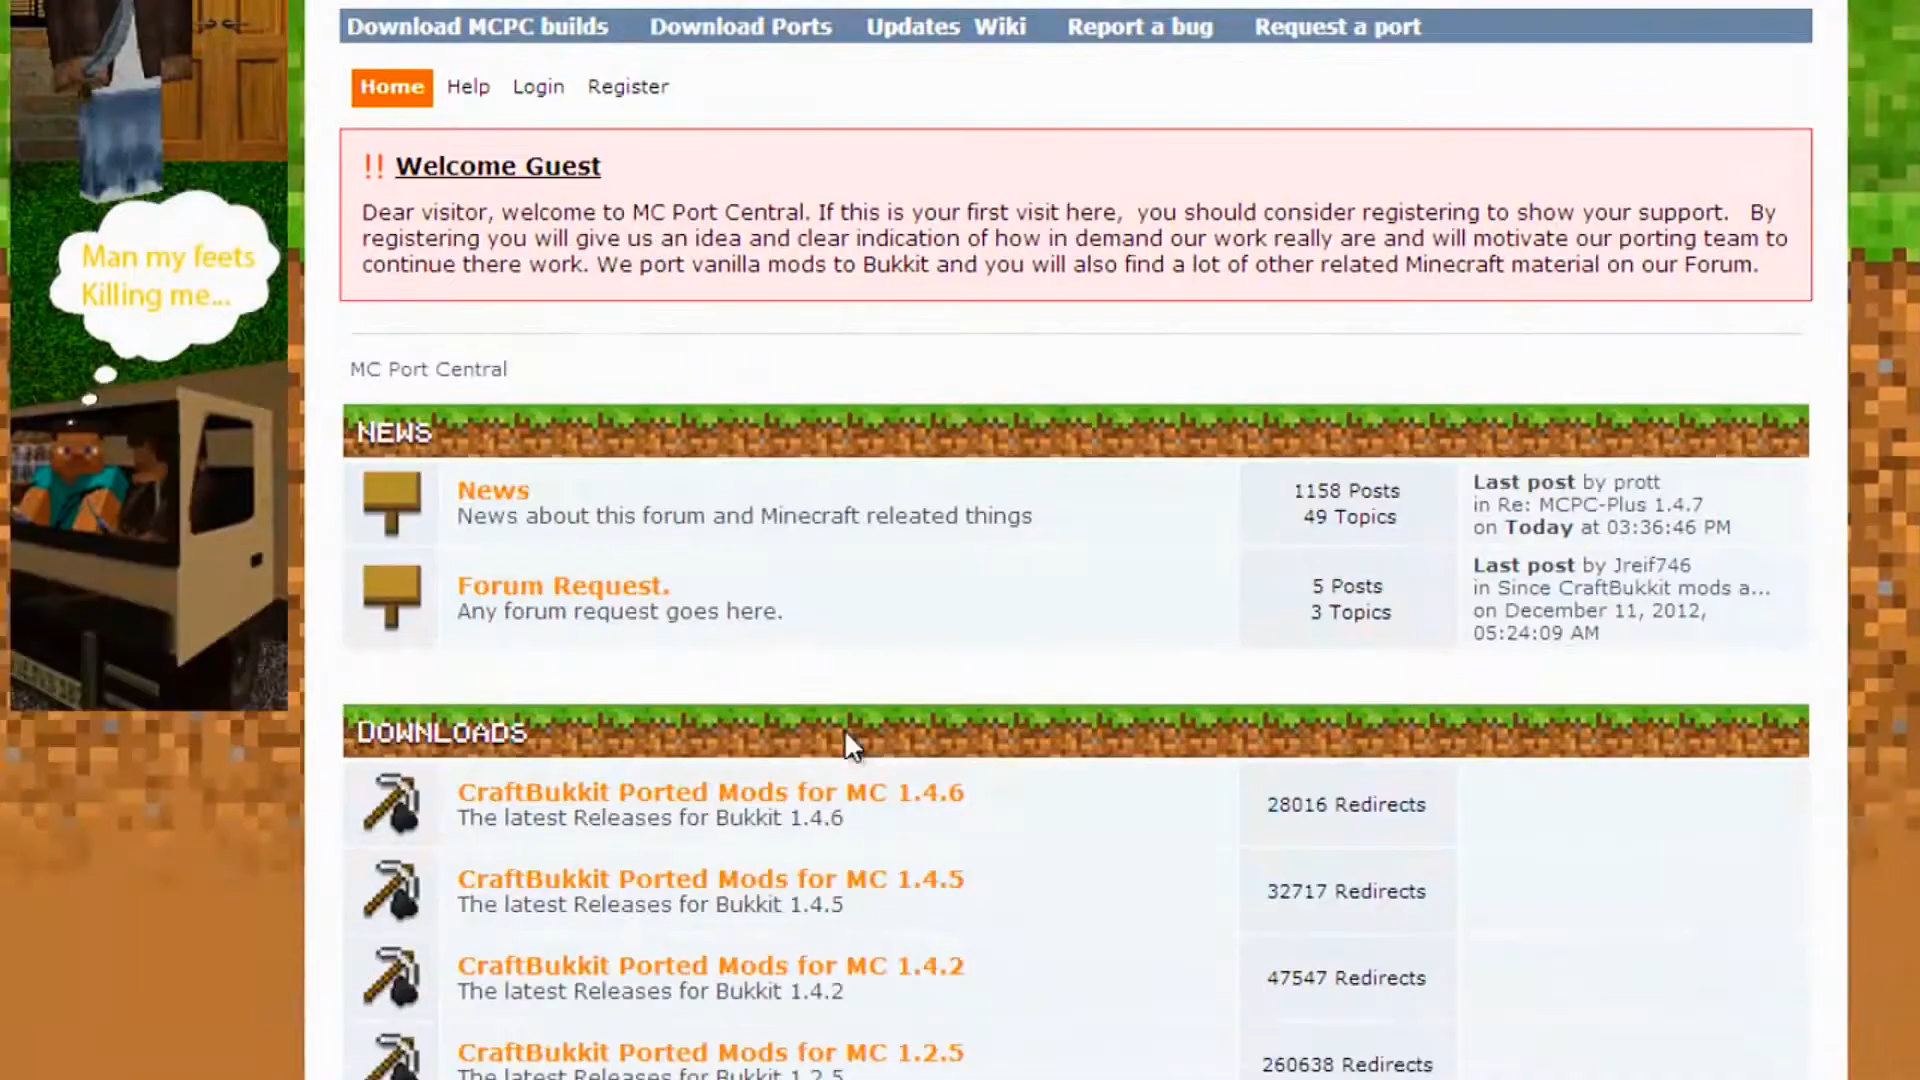 Download MCPC builds Download Ports Updates Wiki Report a bug Request a port
Home Help Login Register
!! Welcome Guest
Dear visitor, welcome to MC Port Central. If this is your first visit here, you should consider registering to show your support. By
registering you will give us an idea and clear indication of how in demand our work really are and will motivate our porting team to
continue there work. We port vanilla mods to Bukkit and you will also find a lot of other related Minecraft material on our Forum.
Man my feets
Killing me...
MC Port Central
NEWS
News
News about this forum and Minecraft releated things
1158 Posts
49 Topics
Last post by prott
in Re: MCPC-Plus 1.4.7
on Today at 03:36:46 PM
Forum Request.
Any forum request goes here.
5 Posts
3 Topics
Last post by Jreif746
in Since CraftBukkit mods a...
on December 11, 2012,
05:24:09 AM
DOWNLOADS
CraftBukkit Ported Mods for MC 1.4.6
The latest Releases for Bukkit 1.4.6
28016 Redirects
CraftBukkit Ported Mods for MC 1.4.5
The latest Releases for Bukkit 1.4.5
32717 Redirects
CraftBukkit Ported Mods for MC 1.4.2
The latest Releases for Bukkit 1.4.2
47547 Redirects
CraftBukkit Ported Mods for MC 1.2.5
The latest Releases for Bukkit 1.2.5
260638 Redirects